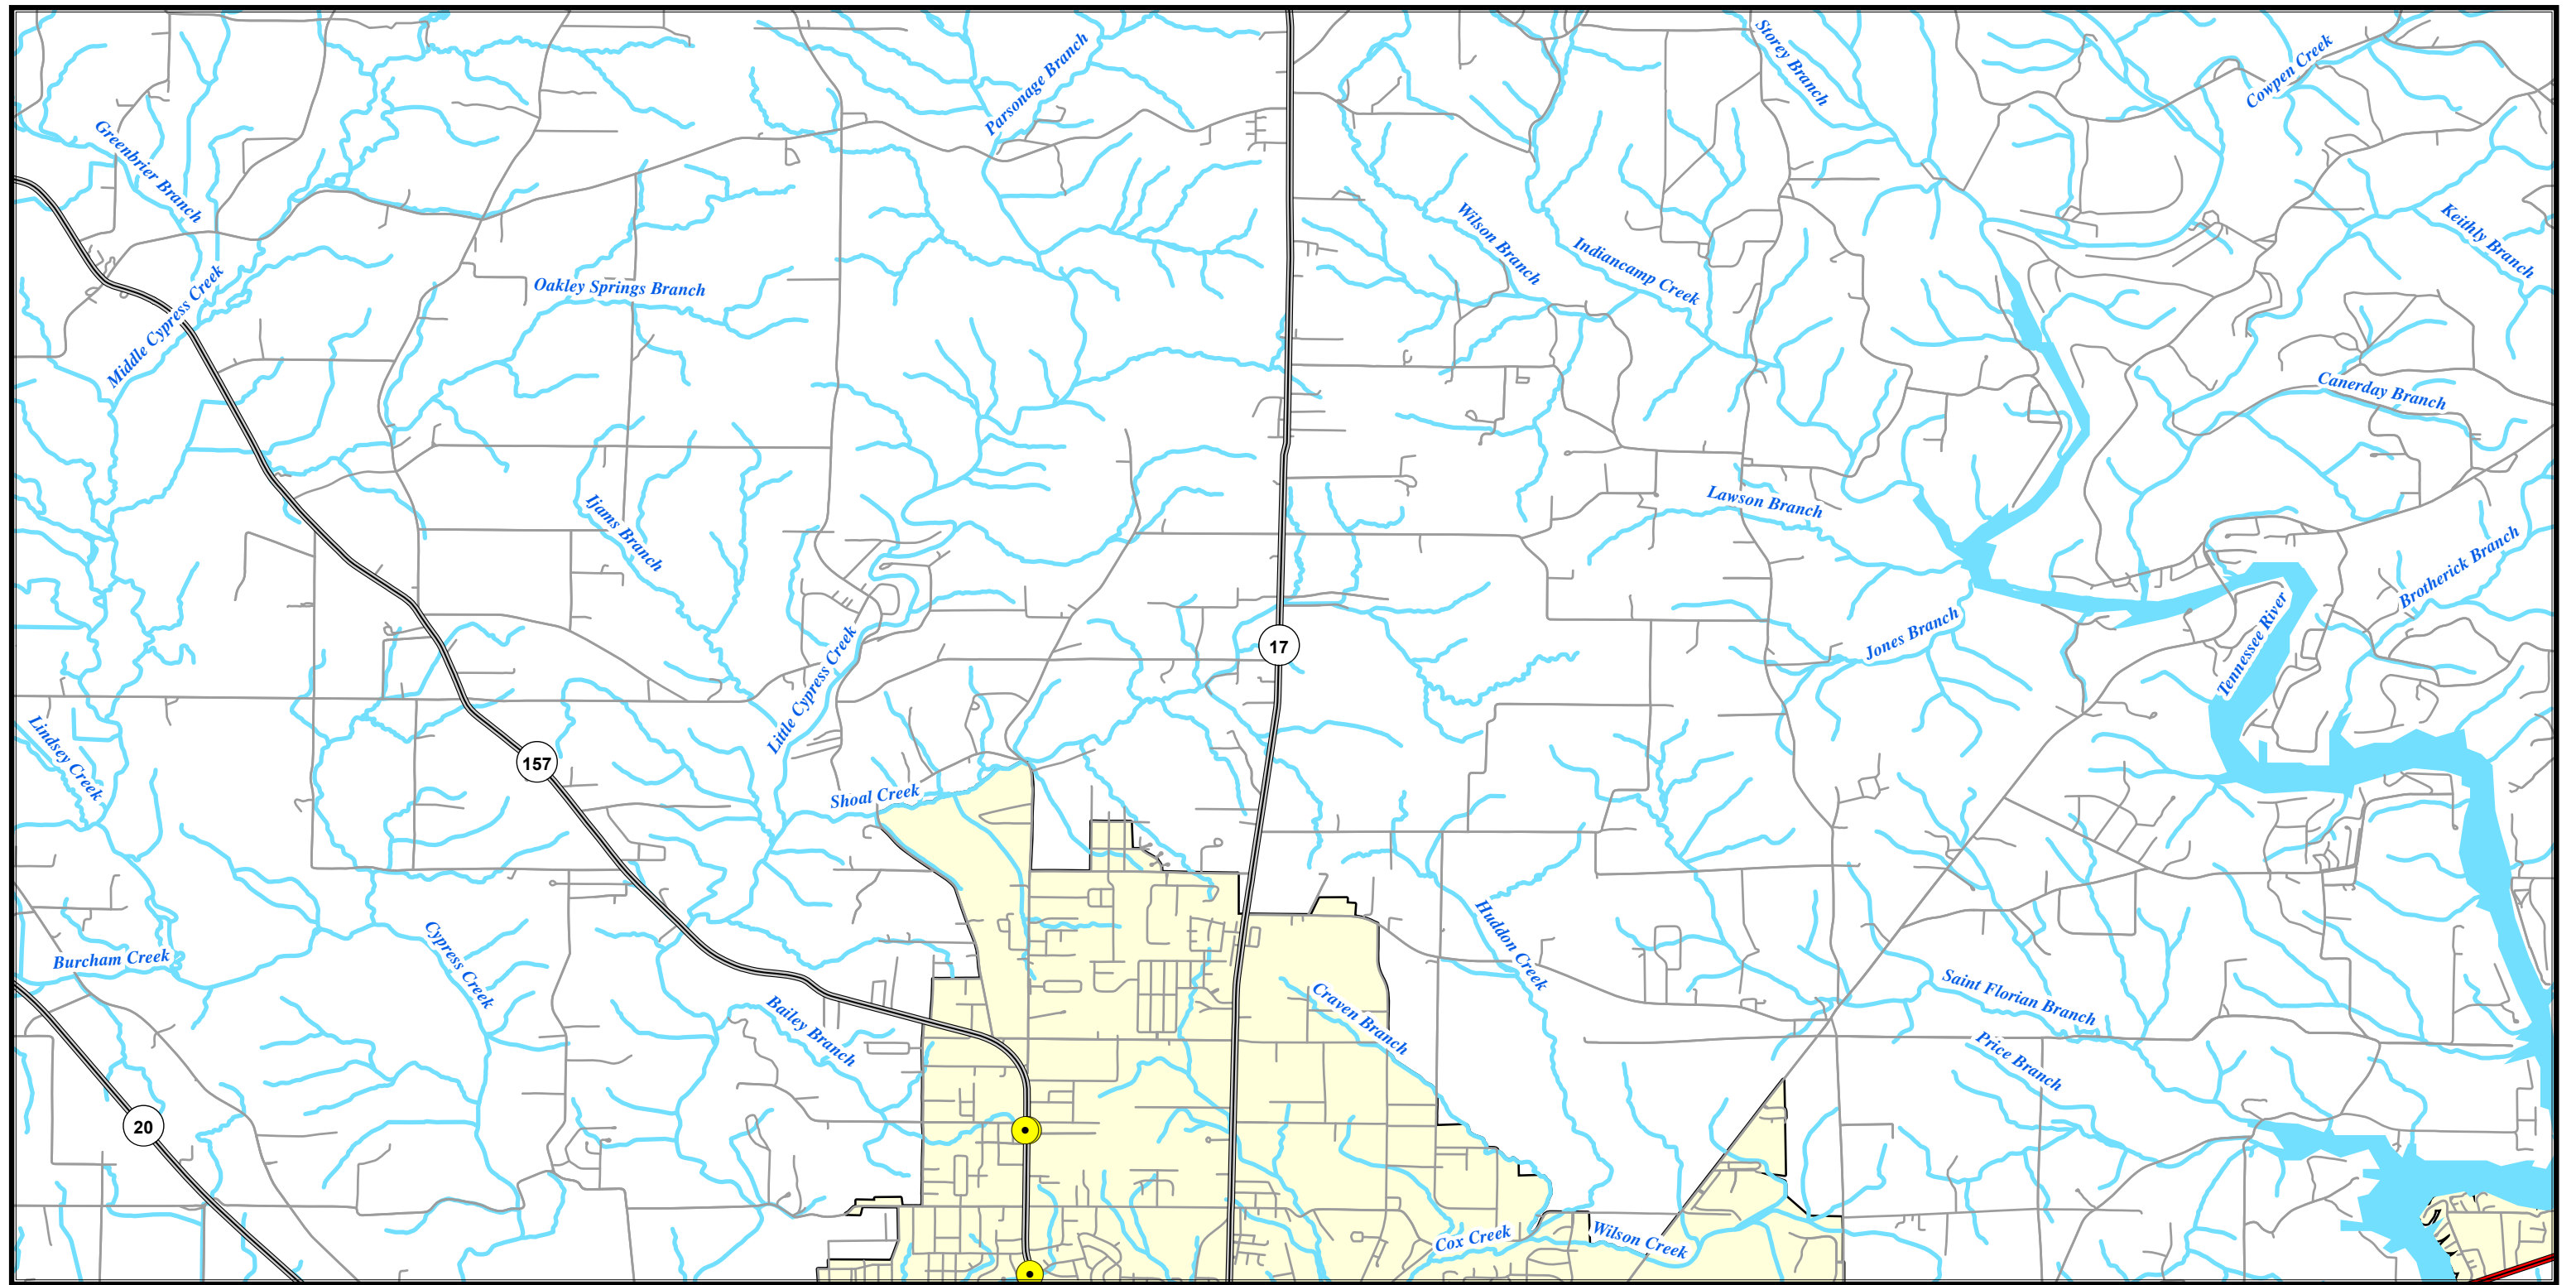 Storey Branch
Parsonage Branch
Cowpen Creek
Greenbrier Branch
Wilson Branch
Keithly Branch
Indiancamp Creek
Oakley Springs Branch
Middle Cypress Creek
Canerday Branch
Lawson Branch
Ijams Branch
Brotherick Branch
Jones Branch
Tennessee River
17
Little Cypress Creek
Lindsey Creek
157
Shoal Creek
Huddon Creek
Burcham Creek
Cypress Creek
Saint Florian Branch
Craven Branch
Bailey Branch
Price Branch
20
Cox Creek
Wilson Creek